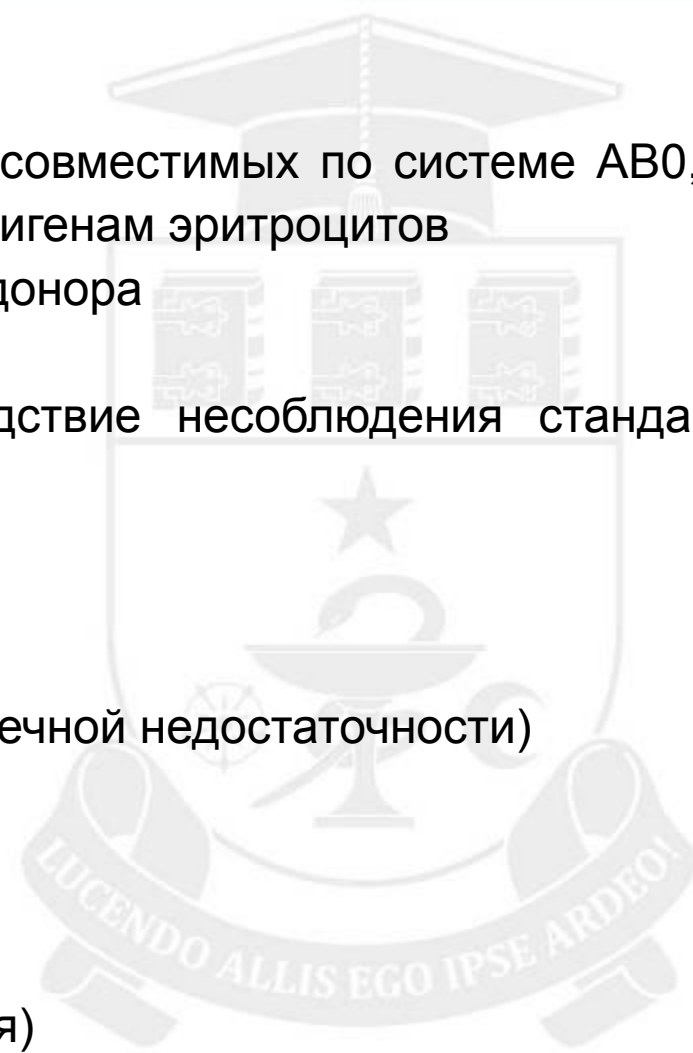 совместимых по системе АВ0,
игенам эритроцитов
донора
дствие несоблюдения станда
ечной недостаточности)
LUCENDO ALLIS EGO IPSE ARDEO!
я)